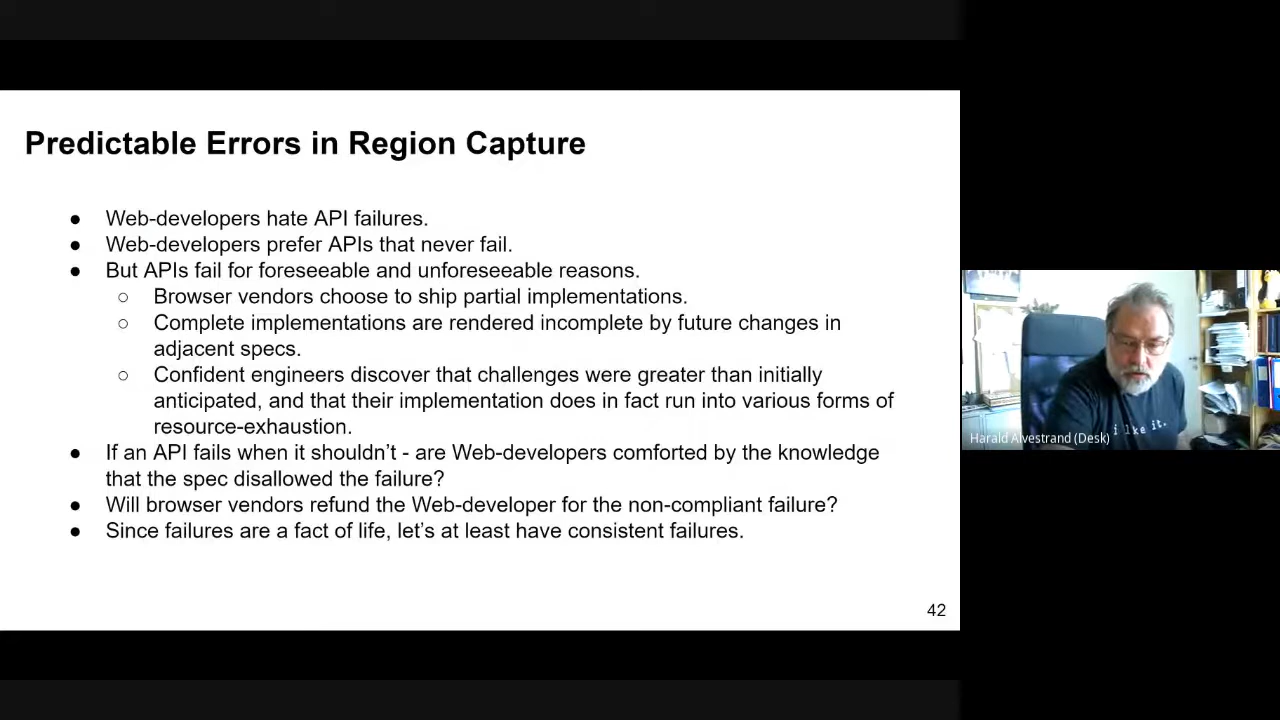 Predictable Errors in Region Capture
● Web-developers hate API failures.
● Web-developers prefer APIs that never fail.
● But APIs fail for foreseeable and unforeseeable reasons.
○ Browser vendors choose to ship partial implementations.
○ Complete implementations are rendered incomplete by future changes in
adjacent specs.
○ Confident engineers discover that challenges were greater than initially
anticipated, and that their implementation does in fact run into various forms of
resource-exhaustion.
● If an API fails when it shouldn’t - are Web-developers comforted by the knowledge
that the spec disallowed the failure?
● Will browser vendors refund the Web-developer for the non-compliant failure?
● Since failures are a fact of life, let’s at least have consistent failures.
42
i like it.
Harald Alvestrand (Desk)